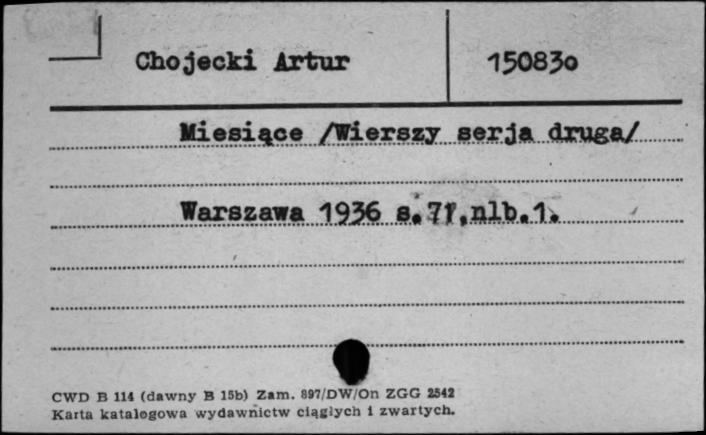 Chojecki Artur 150830
Miesiące /Wierszy serja druga/
Warszawa 1936 s.71,nlb.1.
CWD B 114 (dawny B 15b) Zam. 897/DW/On ZGG 2542
Karta katalogowa wydawnictw ciągłych i zwartych.